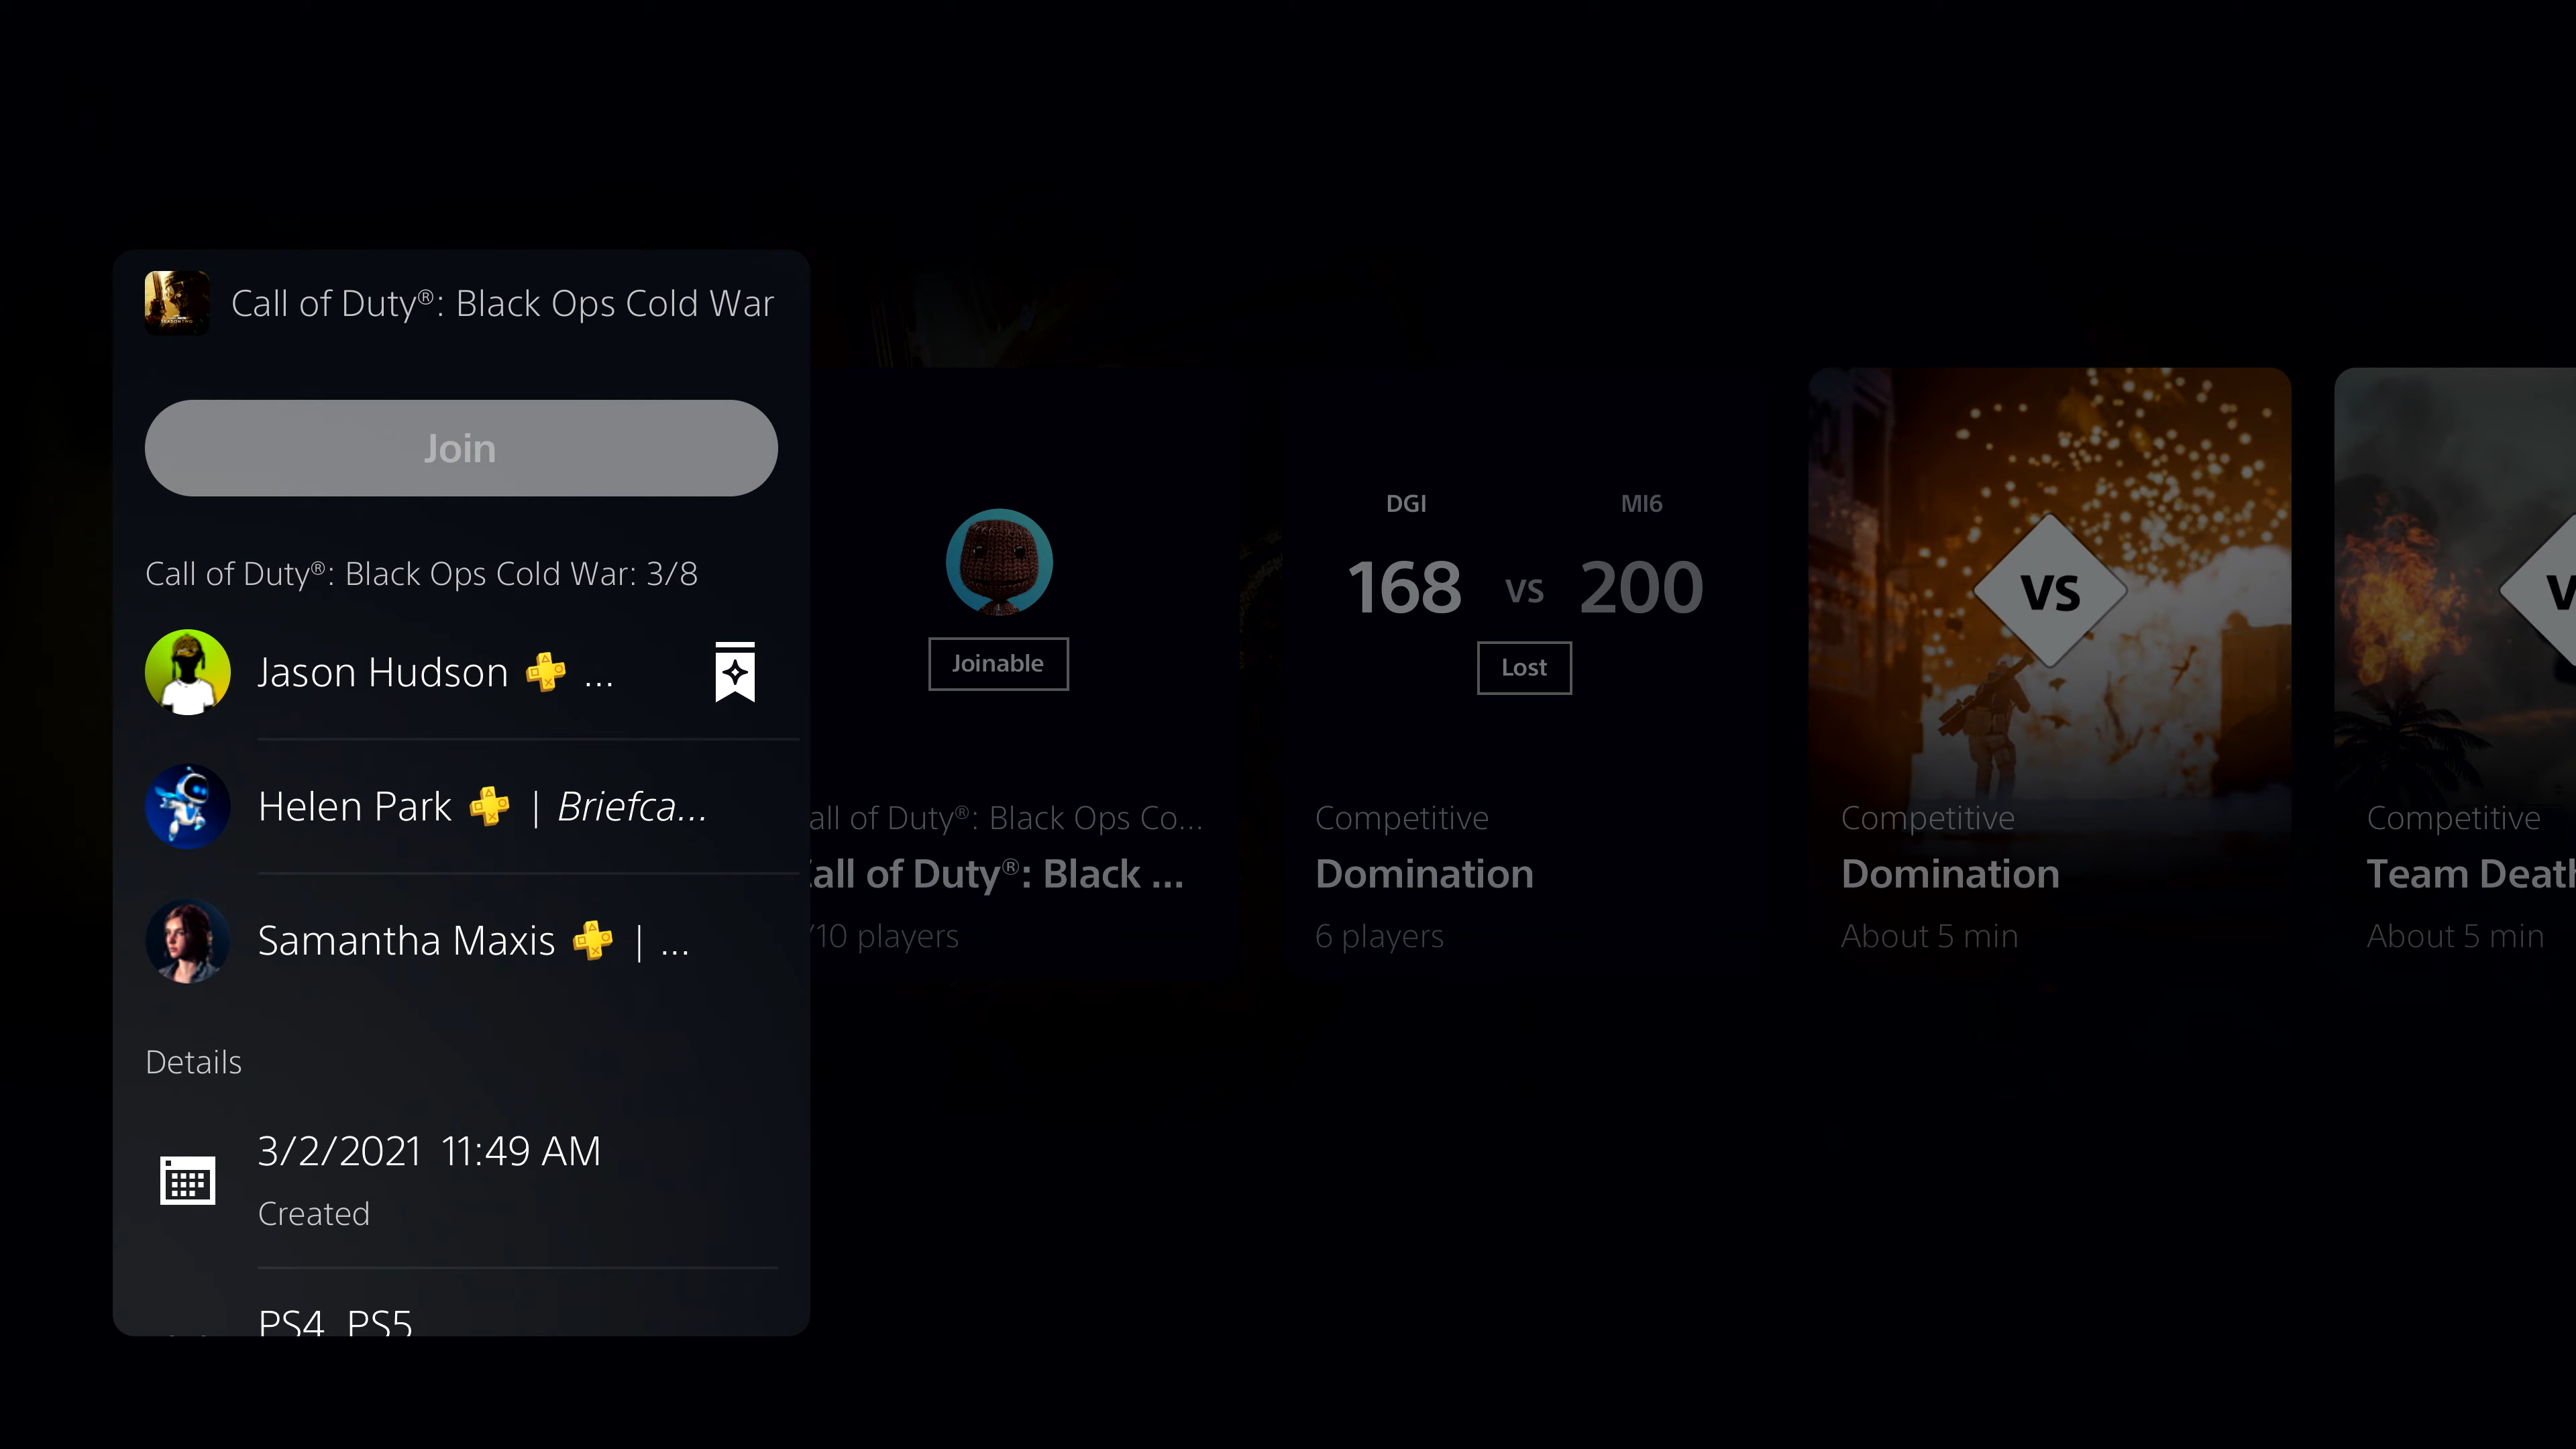 Call of Duty®: Black Ops Cold War
Join
Call of Duty®: Black Ops Cold War: 3/8
Jason Hudson ...
Helen Park | Briefca...
Samantha Maxis | ...
Details
3/2/2021 11:49 AM
Created
PS4, PS5
Joinable
all of Duty®: Black Ops Co...
all of Duty®: Black ...
/10 players
DGI MI6
168 VS 200
Lost
Competitive
Domination
6 players
VS
Competitive
Domination
About 5 min
V
Competitive
Team Death
About 5 min